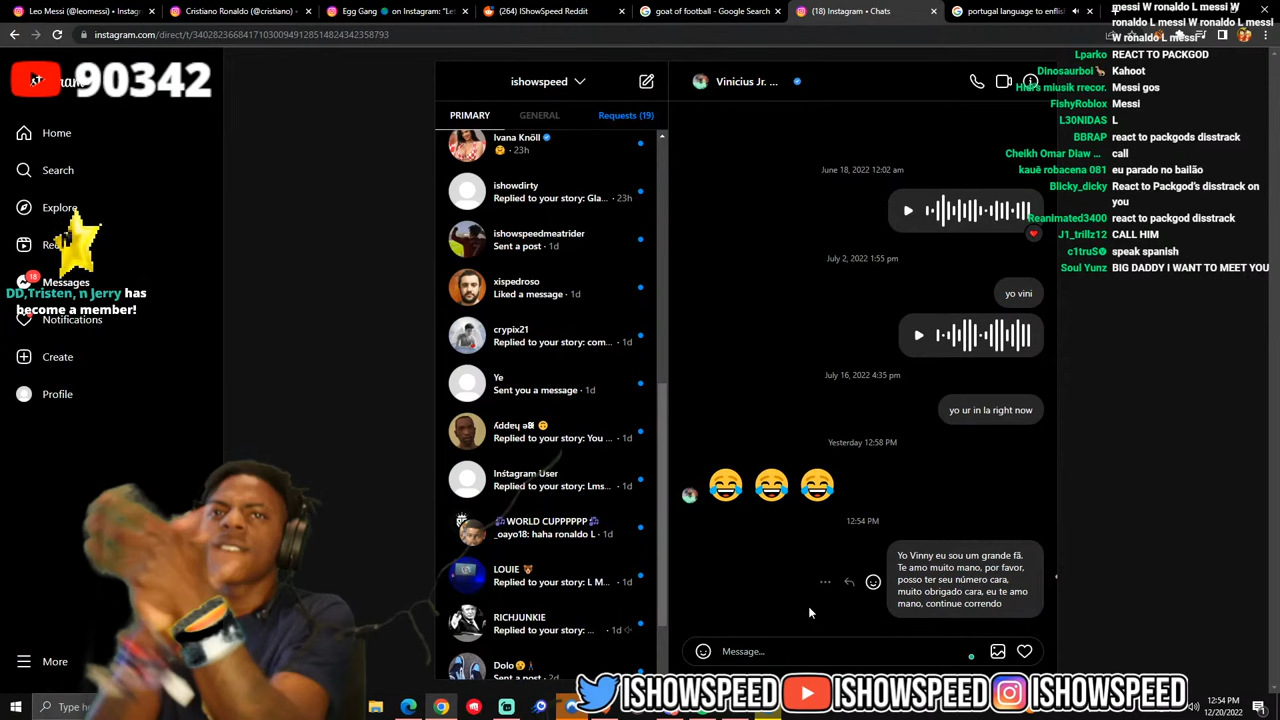 Leo Messi (@leomessi) • Instag
Cristiano Ronaldo (@cristiano) •
Egg Gang
on Instagram: "Let
(264) IShowSpeed Reddit
goat of football - Google Search
(18) Instagram • Chats
portugal language to english
messi W ronaldo L messi W
ronaldo L messi W ronaldo L messi
W ronaldo L messi
instagram.com/direct/t/340282366841710300949128514824342358793
90342
Home
Search
Explore
Messages
18
DD,Tristen, n Jerry has
become a member!
Notifications
Create
Profile
More
ishowspeed
PRIMARY
GENERAL
Requests (19)
Ivana Knöll
23h
ishowdirty
Replied to your story: Gla... · 23h
ishowspeedmeatrider
Sent a post · 1d
xispedroso
Liked a message · 1d
crypix21
Replied to your story: com... · 1d
Ye
Sent you a message · 1d
Replied to your story: You ... · 1d
Instagram User
Replied to your story: Lms... · 1d
WORLD CUPPPPPP
_oayo18: haha ronaldo L · 1d
LOUIE
Replied to your story: L M... · 1d
RICHJUNKIE
Replied to your story: ... · 1d
Dolo
Sent a post · 2d
Vinicius Jr. ...
June 18, 2022 12:02 am
July 2, 2022 1:55 pm
yo vini
July 16, 2022 4:35 pm
yo ur in la right now
Yesterday 12:58 PM
😂 😂 😂
12:54 PM
Yo Vinny eu sou um grande fã.
Te amo muito mano, por favor,
posso ter seu número cara,
muito obrigado cara, eu te amo
mano, continue correndo
Message...
Lparko REACT TO PACKGOD
Dinosaurbol Kahoot
Messi gos
FishyRoblox Messi
L30NIDAS L
BBRAP react to packgods disstrack
Cheikh Omar Diaw ... call
kauê robacena 081 eu parado no bailão
Blicky_dicky React to Packgod's disstrack on
you
Reanimated3400 react to packgod disstrack
J1_trillz12 CALL HIM
speak spanish
Soul Yunz BIG DADDY I WANT TO MEET YOU
ISHOWSPEED
ISHOWSPEED
ISHOWSPEED
Type he
12:54 PM
12/20/2022